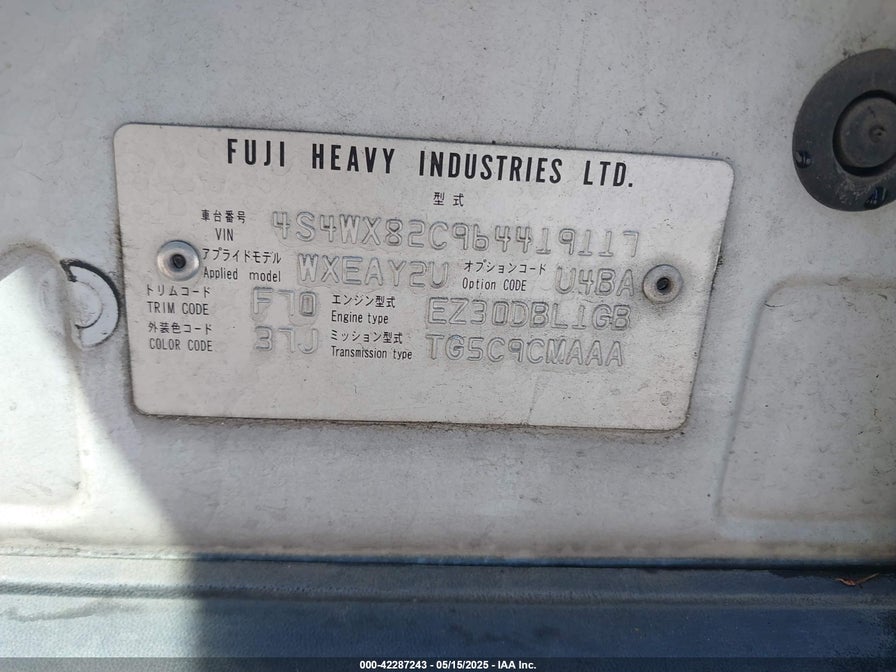 FUJI HEAVY INDUSTRIES LTD.
型式
車台番号 VIN 4S4WX82C964419117
アプライドモデル Applied model WXEAY2U オプションコード Option CODE U4BA
トリムコード TRIM CODE F70 エンジン型式 Engine type EZ30DBL1GB
外装色コード COLOR CODE 37J ミッション型式 Transmission type TG5C9CMAAA
000-42287243 - 05/15/2025 - IAA Inc.